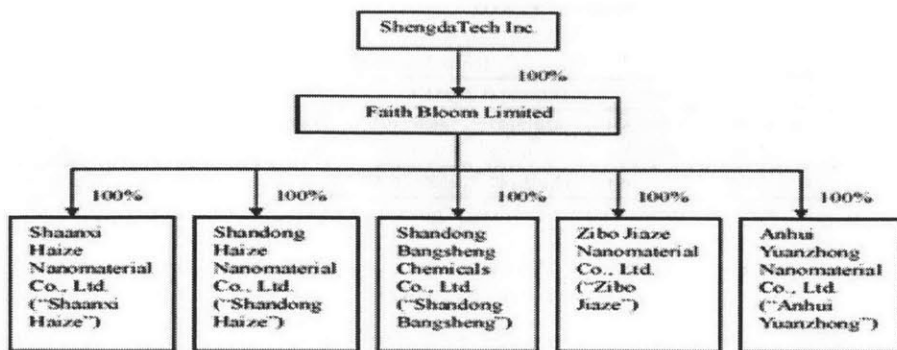 ShengdaTech Inc.
100%
Faith Bloom Limited
100%
100%
100%
100%
100%
Shaanxi
Haize
Nanomaterial
Co., Ltd.
("Shaanxi
Haize")
Shandong
Haize
Nanomaterial
Co., Ltd.
("Shandong
Haize")
Shandong
Bangsheng
Chemicals
Co., Ltd.
("Shandong
Bangsheng")
Zibo Jiaze
Nanomaterial
Co., Ltd.
("Zibo
Jiaze")
Anhui
Yuanzhong
Nanomaterial
Co., Ltd.
("Anhui
Yuanzhong")